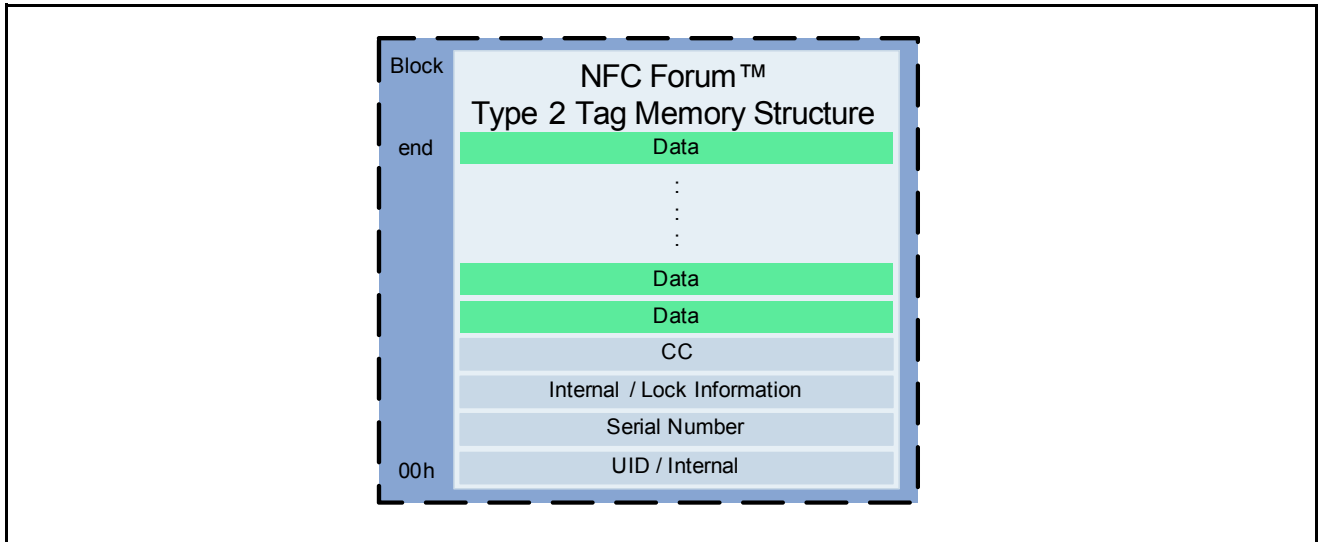 Block
NFC Forum™
Type 2 Tag Memory Structure
end
Data
:
:
:
Data
Data
CC
Internal / Lock Information
Serial Number
00h
UID / Internal